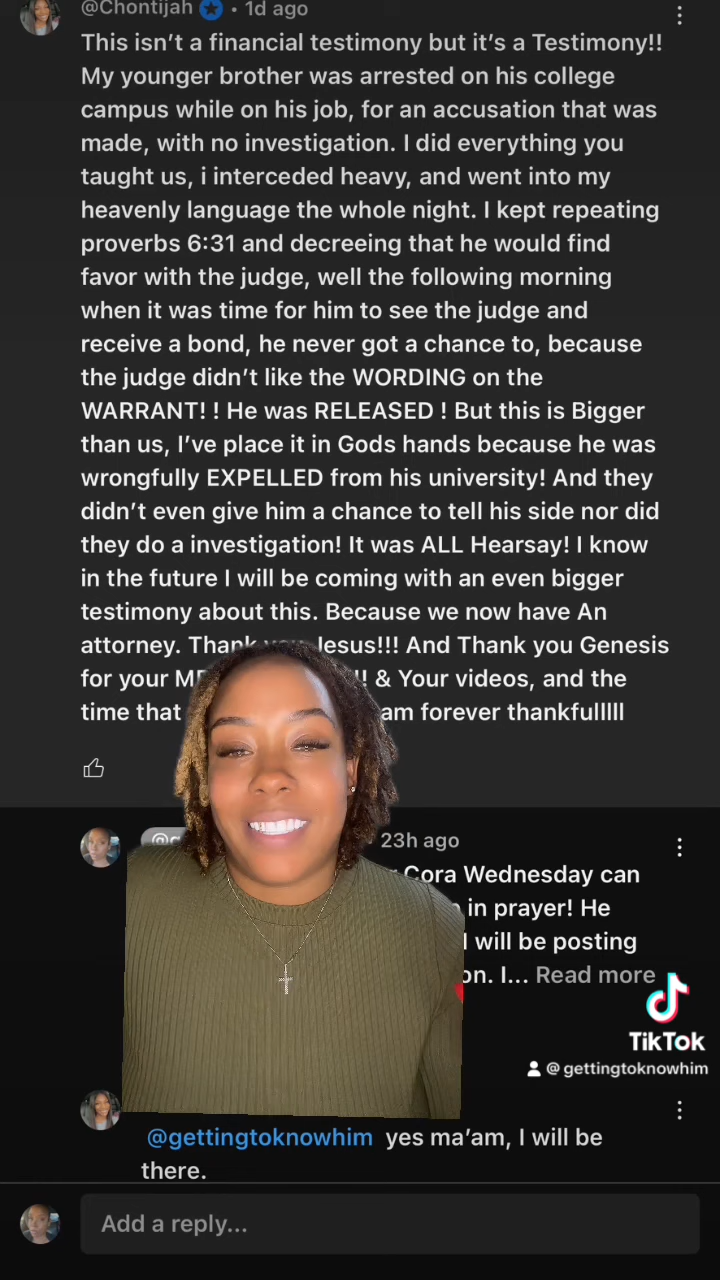 @Chontijah • 1d ago
This isn't a financial testimony but it's a Testimony!!
My younger brother was arrested on his college
campus while on his job, for an accusation that was
made, with no investigation. I did everything you
taught us, i interceded heavy, and went into my
heavenly language the whole night. I kept repeating
proverbs 6:31 and decreeing that he would find
favor with the judge, well the following morning
when it was time for him to see the judge and
receive a bond, he never got a chance to, because
the judge didn't like the WORDING on the
WARRANT! ! He was RELEASED ! But this is Bigger
than us, I've place it in Gods hands because he was
wrongfully EXPELLED from his university! And they
didn't even give him a chance to tell his side nor did
they do a investigation! It was ALL Hearsay! I know
in the future I will be coming with an even bigger
testimony about this. Because we now have An
attorney. Thank you Jesus!!! And Thank you Genesis
for your !! & Your videos, and the
time that am forever thankfullll
23h ago
Cora Wednesday can
in prayer! He
I will be posting
I... Read more
TikTok
@gettingtoknowhim
@gettingtoknowhim yes ma'am, I will be
there.
Add a reply...